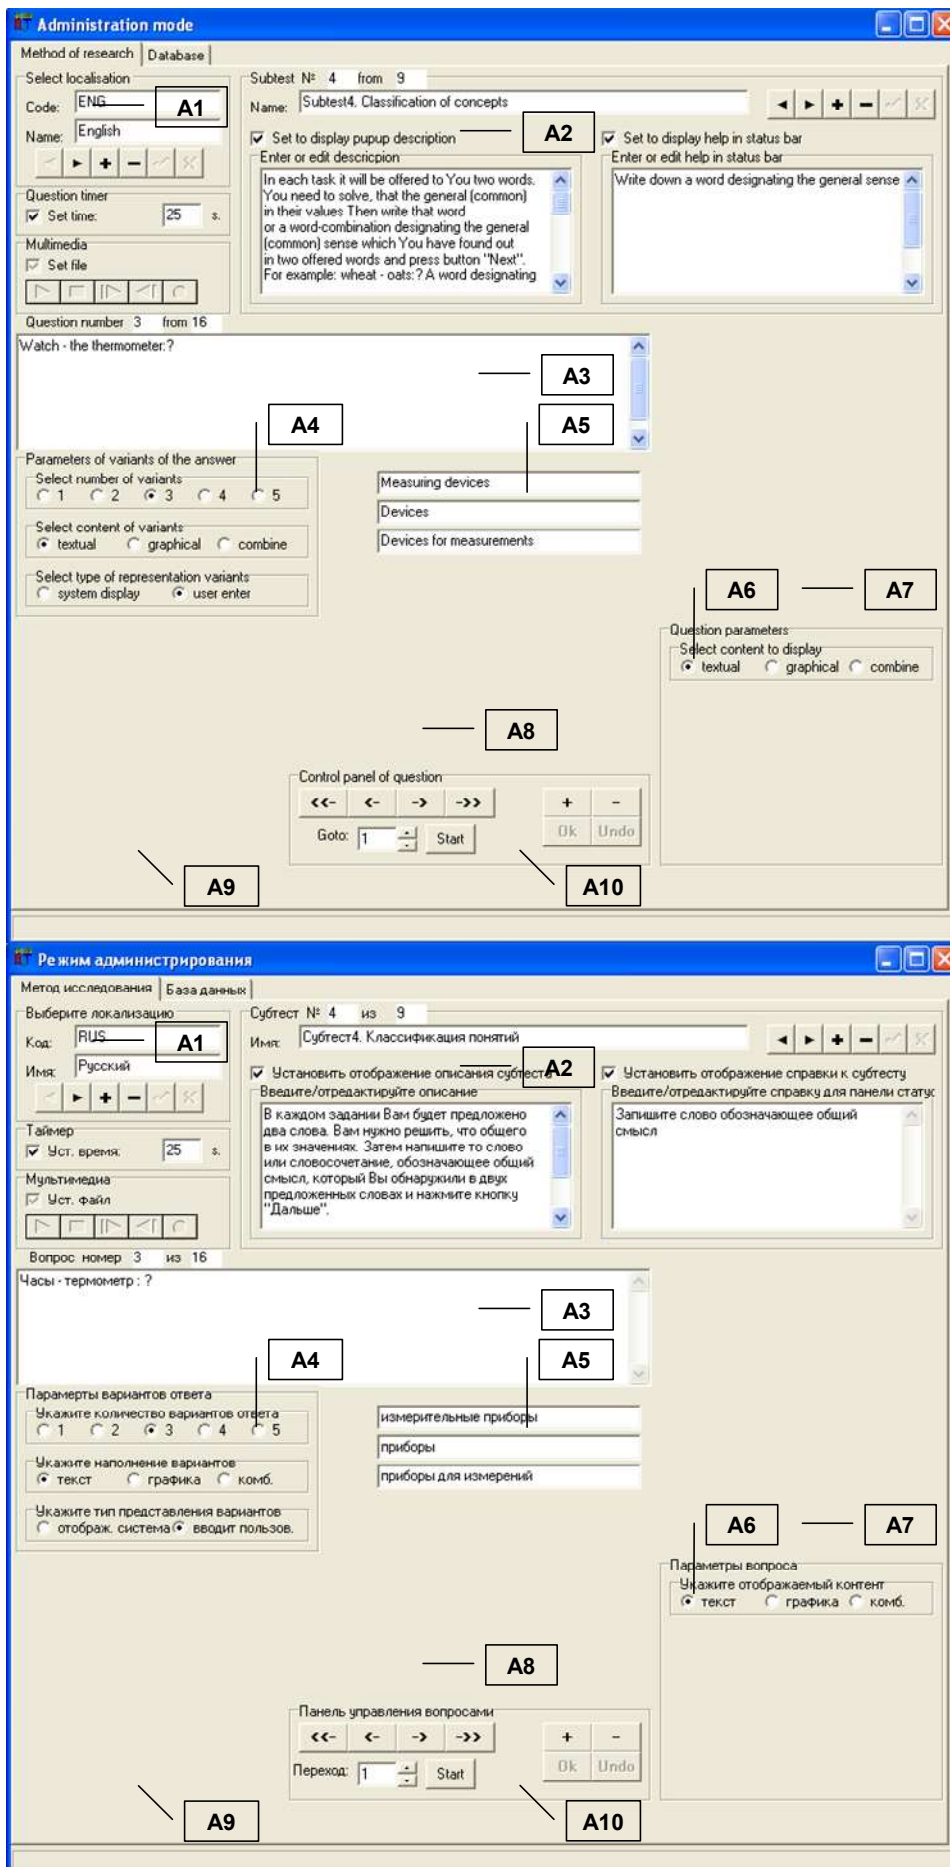 Administration mode
Method of research Database
Select localisation
Code: ENG
A1
Name: English
Subtest № 4 from 9
Name: Subtest4. Classification of concepts
A2
Set to display pupup description
Enter or edit descricpion
In each task it will be offered to You two words.
You need to solve, that the general (common)
in their values Then write that word
or a word-combination designating the general
(common) sense which You have found out
in two offered words and press button "Next".
For example: wheat - oats:? A word designating
Set to display help in status bar
Enter or edit help in status bar
Write down a word designating the general sense
Question timer
Set time: 25 s.
Multimedia
Set file
Question number 3 from 16
Watch - the thermometer:?
A3
A4
A5
Parameters of variants of the answer
Select number of variants
1 2 3 4 5
Select content of variants
textual graphical combine
Select type of representation variants
system display user enter
Measuring devices
Devices
Devices for measurements
A6
A7
Question parameters
Select content to display
textual graphical combine
A8
Control panel of question
<<- <- -> ->> + -
Goto: 1 Start Ok Undo
A9
A10
Режим администрирования
Метод исследования База данных
Выберите локализацию
Код: RUS
A1
Имя: Русский
Субтест № 4 из 9
Имя: Субтест4. Классификация понятий
A2
Установить отображение описания субтеста
Введите/отредактируйте описание
В каждом задании Вам будет предложено
два слова. Вам нужно решить, что общего
в их значениях. Затем напишите то слово
или словосочетание, обозначающее общий
смысл, который Вы обнаружили в двух
предложенных словах и нажмите кнопку
"Дальше".
Установить отображение справки к субтесту
Введите/отредактируйте справку для панели статус
Запишите слово обозначающее общий
смысл
Таймер
Уст. время: 25 s.
Мультимедиа
Уст. файл
Вопрос номер 3 из 16
Часы - термометр : ?
A3
A4
A5
Парамерты вариантов ответа
Укажите количество вариантов ответа
1 2 3 4 5
Укажите наполнение вариантов
текст графика комб.
Укажите тип представления вариантов
отображ. система вводит пользов.
измерительные приборы
приборы
приборы для измерений
A6
A7
Параметры вопроса
Укажите отображаемый контент
текст графика комб.
A8
Панель управления вопросами
<<- <- -> ->> + -
Переход: 1 Start Ok Undo
A9
A10